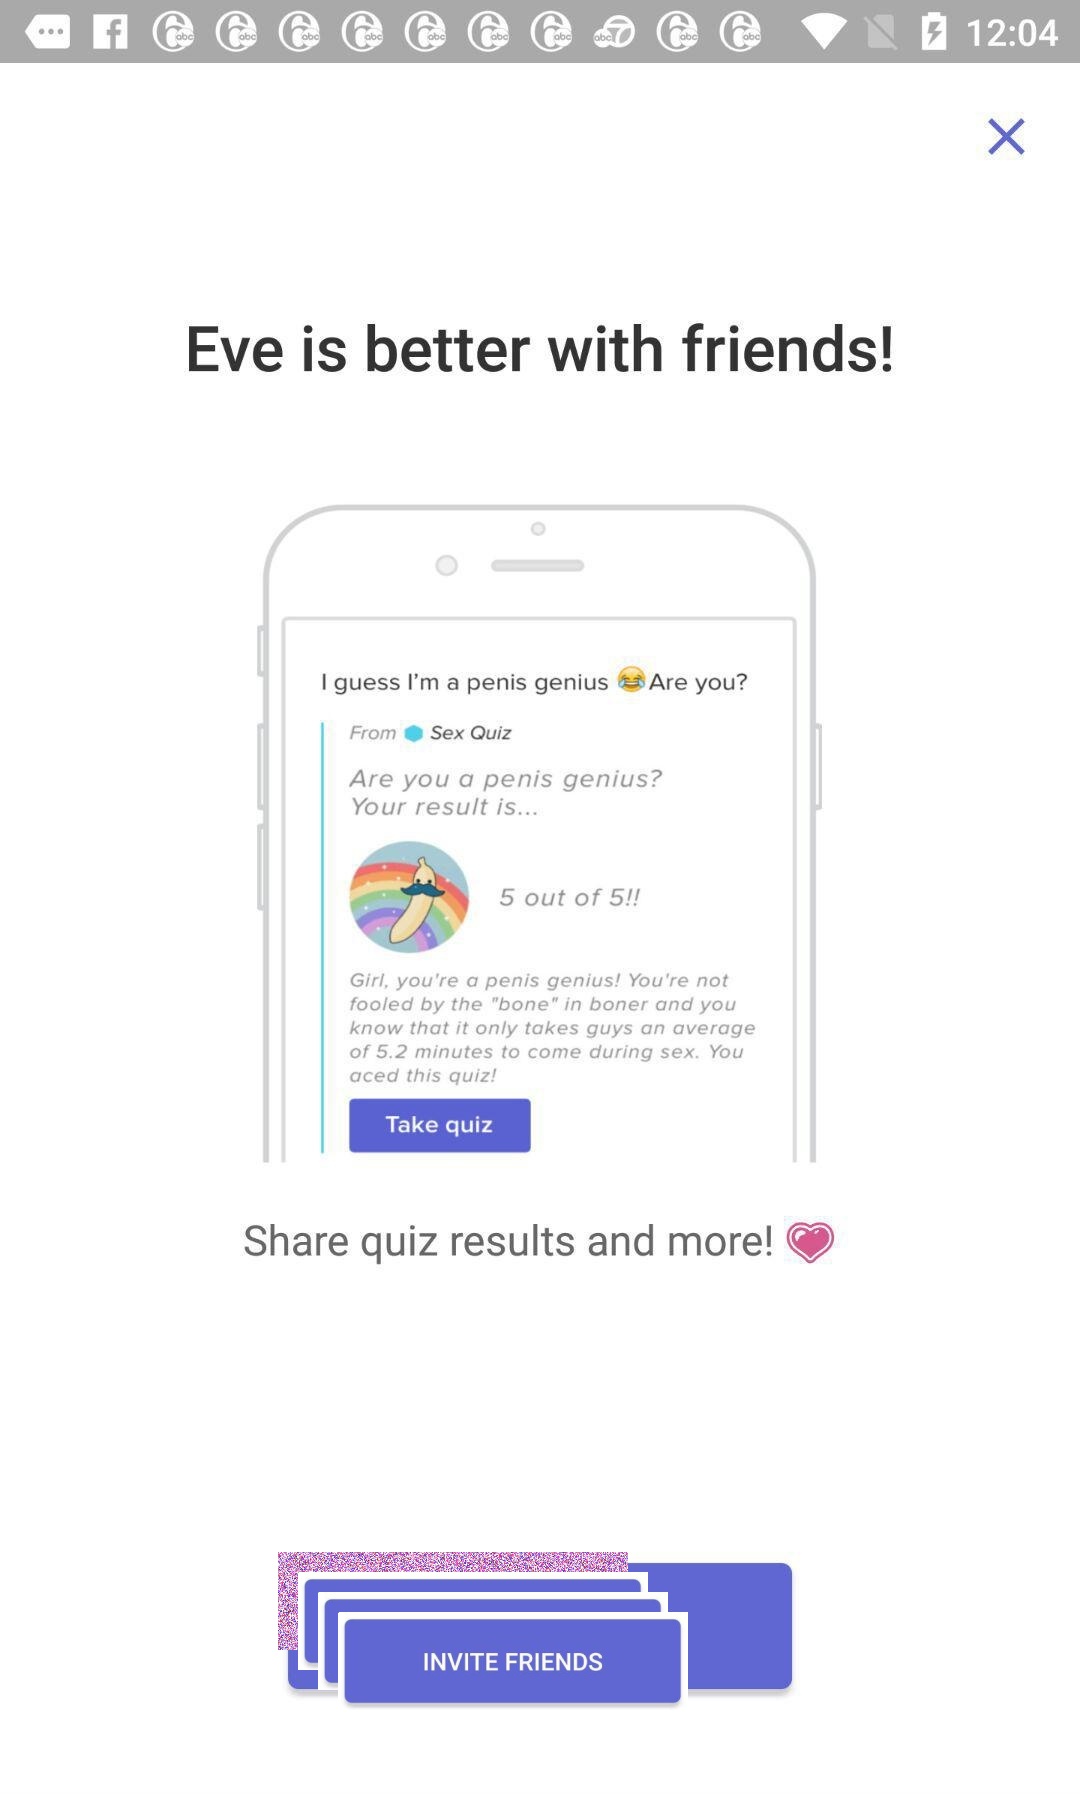 12:04
Eve is better with friends!
I guess I'm a penis genius 😂 Are you?
From Sex Quiz
Are you a penis genius?
Your result is...
5 out of 5!!
Girl, you're a penis genius! You're not
fooled by the "bone" in boner and you
know that it only takes guys an average
of 5.2 minutes to come during sex. You
aced this quiz!
Take quiz
Share quiz results and more! 💗
INVITE FRIENDS